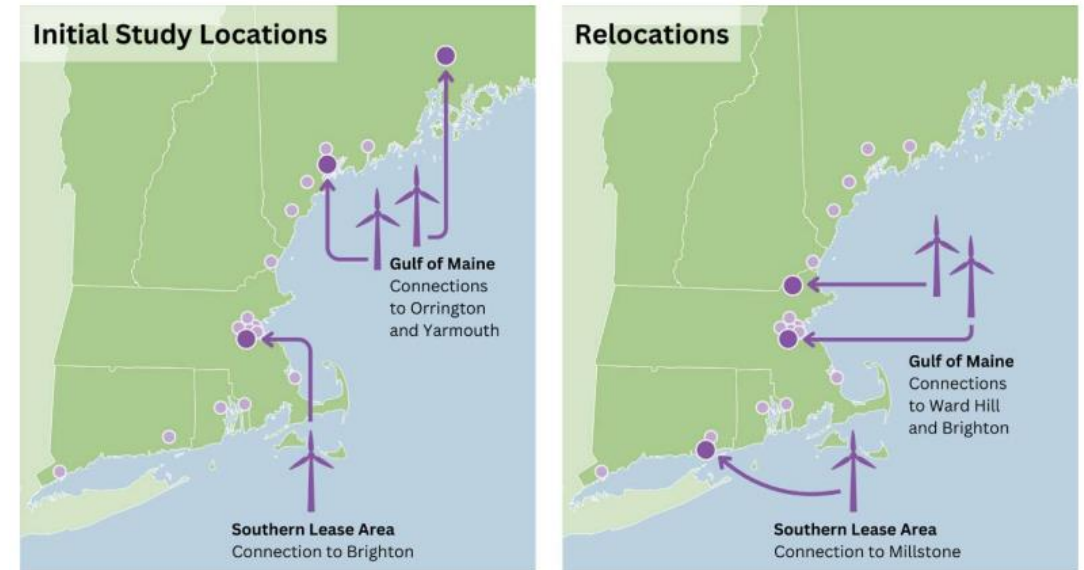 Initial Study Locations
Gulf of Maine
Connections
to Orrington
and Yarmouth
Southern Lease Area
Connection to Brighton
Relocations
Gulf of Maine
Connections
to Ward Hill
and Brighton
Southern Lease Area
Connection to Millstone